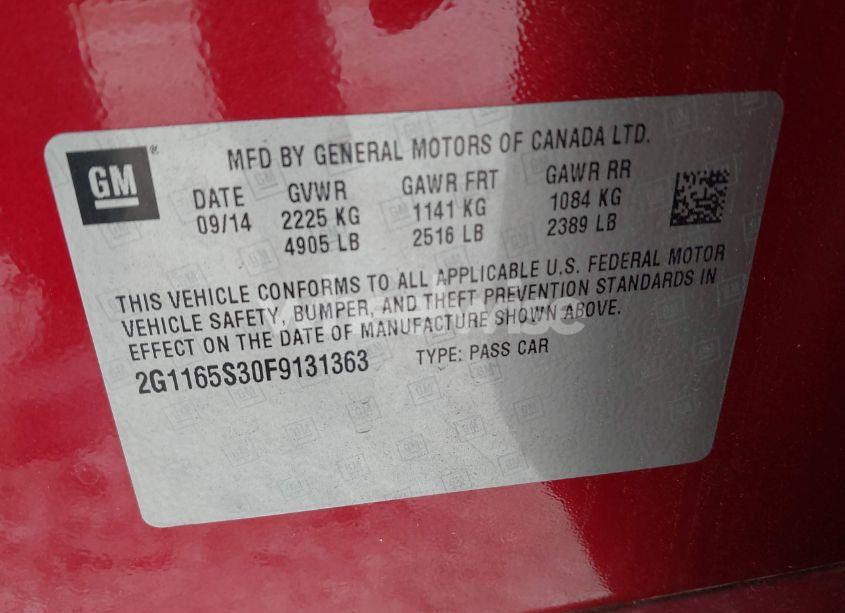 GM®
MFD BY GENERAL MOTORS OF CANADA LTD.
DATE GVWR GAWR FRT GAWR RR
09/14 2225 KG 1141 KG 1084 KG
4905 LB 2516 LB 2389 LB
THIS VEHICLE CONFORMS TO ALL APPLICABLE U.S. FEDERAL MOTOR
VEHICLE SAFETY, BUMPER, AND THEFT PREVENTION STANDARDS IN
EFFECT ON THE DATE OF MANUFACTURE SHOWN ABOVE.
2G1165S30F9131363 TYPE: PASS CAR